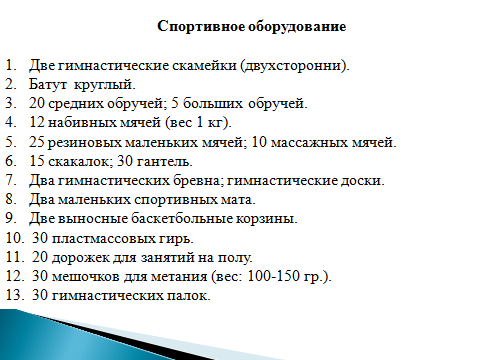 Спортивное оборудование
1. Две гимнастические скамейки (двухсторонни).
2. Батут круглый.
3. 20 средних обручей; 5 больших обручей.
4. 12 набивных мячей (вес 1 кг).
5. 25 резиновых маленьких мячей; 10 массажных мячей.
6. 15 скакалок; 30 гантель.
7. Два гимнастических бревна; гимнастические доски.
8. Два маленьких спортивных мата.
9. Две выносные баскетбольные корзины.
10. 30 пластмассовых гирь.
11. 20 дорожек для занятий на полу.
12. 30 мешочков для метания (вес: 100-150 гр.).
13. 30 гимнастических палок.